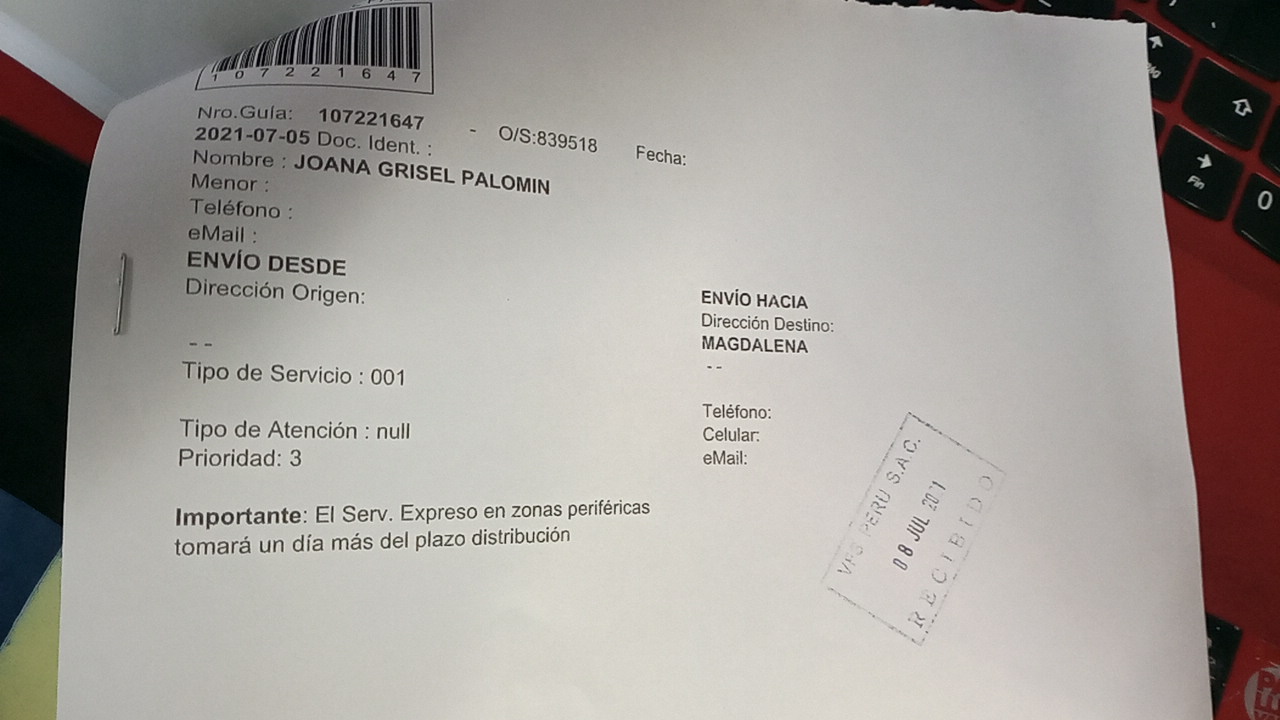 107221647
Nro.Guía: 107221647 - O/S:839518 Fecha:
2021-07-05 Doc. Ident. :
Nombre : JOANA GRISEL PALOMIN
Menor :
Teléfono :
eMail :
ENVÍO DESDE
Dirección Origen:
- -
Tipo de Servicio : 001
Tipo de Atención : null
Prioridad: 3
Importante: El Serv. Expreso en zonas periféricas
tomará un día más del plazo distribución
ENVÍO HACIA
Dirección Destino:
MAGDALENA
- -
Teléfono:
Celular:
eMail:
VFS PERU S.A.C.
08 JUL 2021
RECIBIDO
Fin
0